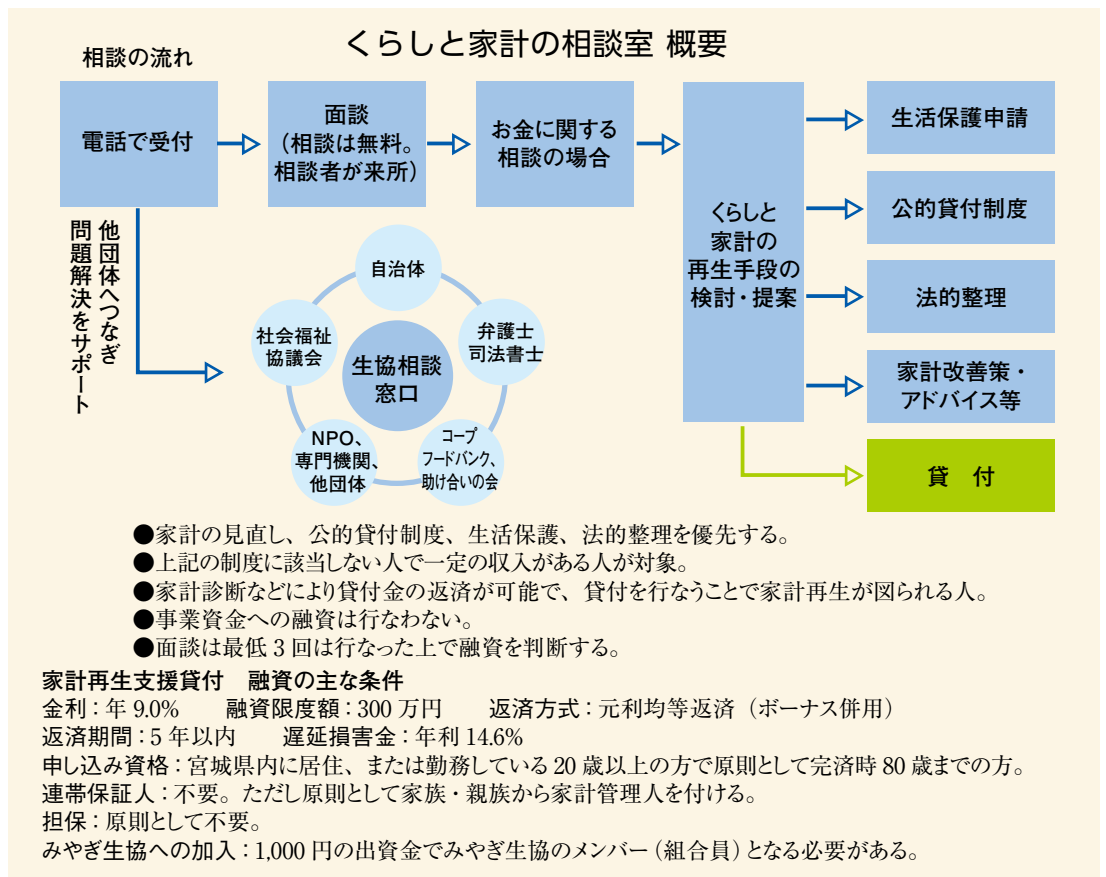 くらしと家計の相談室 概要
相談の流れ
電話で受付
面談
（相談は無料。
相談者が来所）
お金に関する
相談の場合
くらしと
家計の
再生手段の
検討・提案
生活保護申請
公的貸付制度
法的整理
家計改善策・
アドバイス等
貸　付
他団体へつなぎ
問題解決をサポート
自治体
社会福祉
協議会
弁護士
司法書士
生協相談
窓口
NPO、
専門機関、
他団体
コープ
フードバンク、
助け合いの会
●家計の見直し、公的貸付制度、生活保護、法的整理を優先する。
●上記の制度に該当しない人で一定の収入がある人が対象。
●家計診断などにより貸付金の返済が可能で、貸付を行なうことで家計再生が図られる人。
●事業資金への融資は行なわない。
●面談は最低３回は行なった上で融資を判断する。
家計再生支援貸付　融資の主な条件
金利：年 9.0%　　融資限度額：300 万円　　返済方式：元利均等返済（ボーナス併用）
返済期間：5 年以内　　遅延損害金：年利 14.6%
申し込み資格：宮城県内に居住、または勤務している 20 歳以上の方で原則として完済時 80 歳までの方。
連帯保証人：不要。ただし原則として家族・親族から家計管理人を付ける。
担保：原則として不要。
みやぎ生協への加入：1,000 円の出資金でみやぎ生協のメンバー（組合員）となる必要がある。